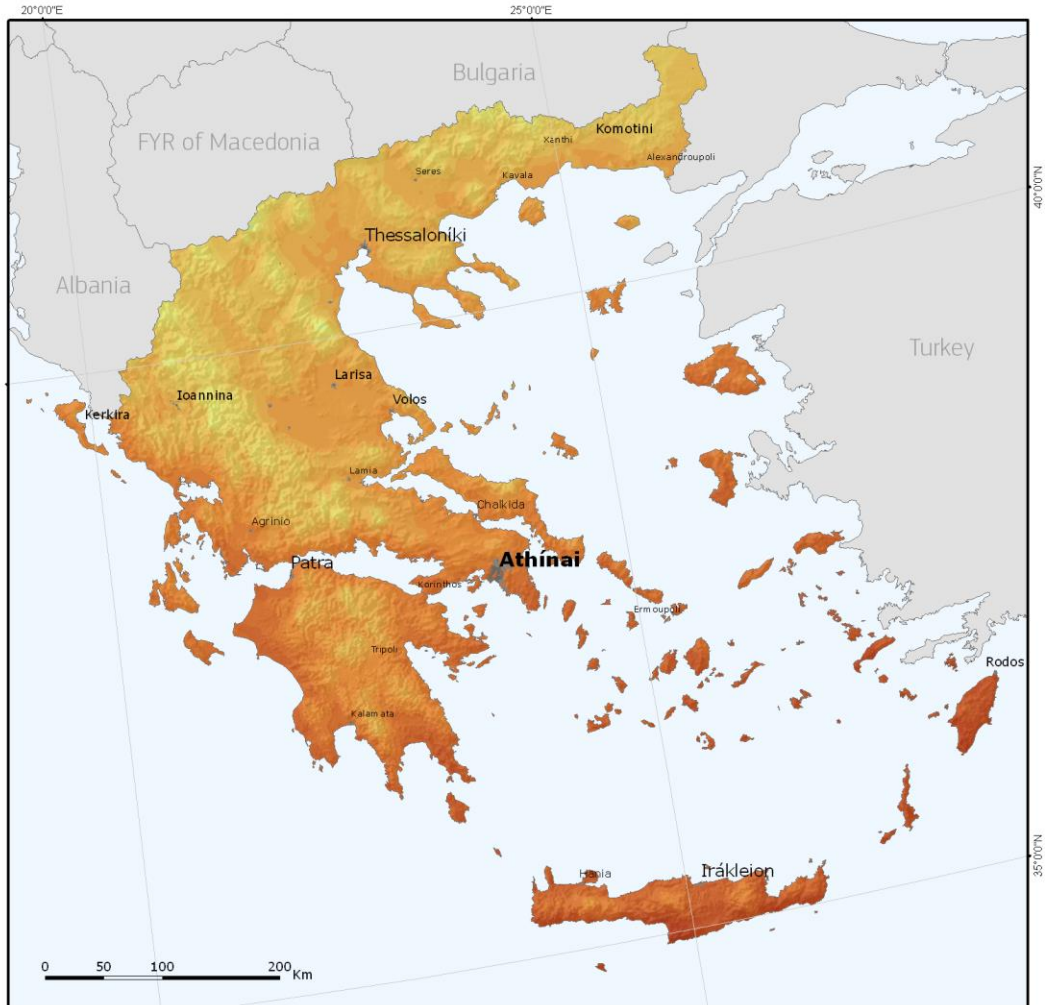 20°0'0"E
25°0'0"E
Bulgaria
FYR of Macedonia
Komotini
Xanthi
Alexandroupoli
Seres
Kavala
40°0'0"N
Thessaloníki
Albania
Turkey
Larisa
Ioannina
Volos
Kerkira
Lamia
Chalkida
Agrinio
Athínai
Patra
Korinthos
Ermoupoli
Tripoli
Rodos
Kalamata
35°0'0"N
Hania
Irákleion
0 50 100 200
Km